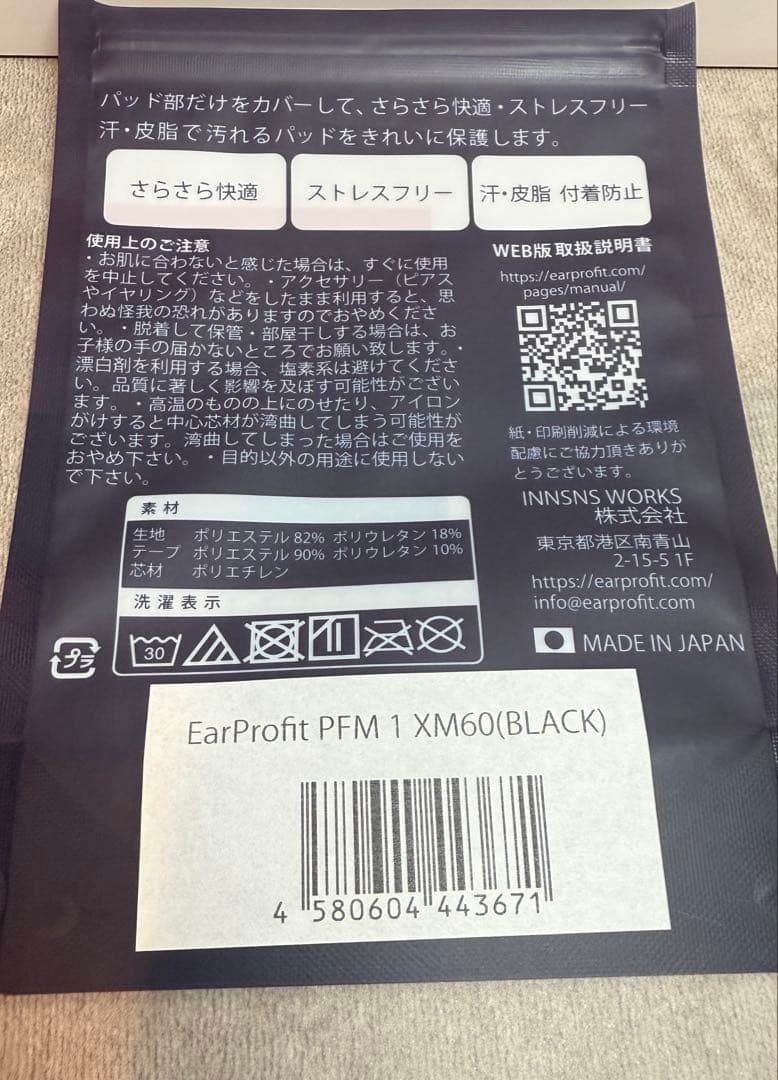 パッド部だけをカバーして、さらさら快適・ストレスフリー
汗・皮脂で汚れるパッドをきれいに保護します。
さらさら快適
ストレスフリー
汗・皮脂 付着防止
使用上のご注意
・お肌に合わないと感じた場合は、すぐに使用
を中止してください。・アクセサリー（ピアス
やイヤリング）などをしたまま利用すると、思
わぬ怪我の恐れがありますのでおやめくださ
い。・脱着して保管・部屋干しする場合は、お
子様の手の届かないところでお願い致します。・
漂白剤を利用する場合、塩素系は避けてくださ
い。品質に著しく影響を及ぼす可能性がござい
ます。・高温のものの上にのせたり、アイロン
がけすると中心芯材が湾曲してしまう可能性が
ございます。湾曲してしまった場合はご使用を
おやめ下さい。・目的以外の用途に使用しない
で下さい。
WEB版 取扱説明書
https://earprofit.com/
pages/manual/
紙・印刷削減による環境
配慮にご協力頂きありが
とうございます。
INNSNS WORKS
株式会社
東京都港区南青山
2-15-5 1F
https://earprofit.com/
info@earprofit.com
MADE IN JAPAN
素材
生地 ポリエステル 82% ポリウレタン 18%
テープ ポリエステル 90% ポリウレタン 10%
芯材 ポリエチレン
洗濯表示
30
プラ
EarProfit PFM 1 XM60(BLACK)
4 580604 443671